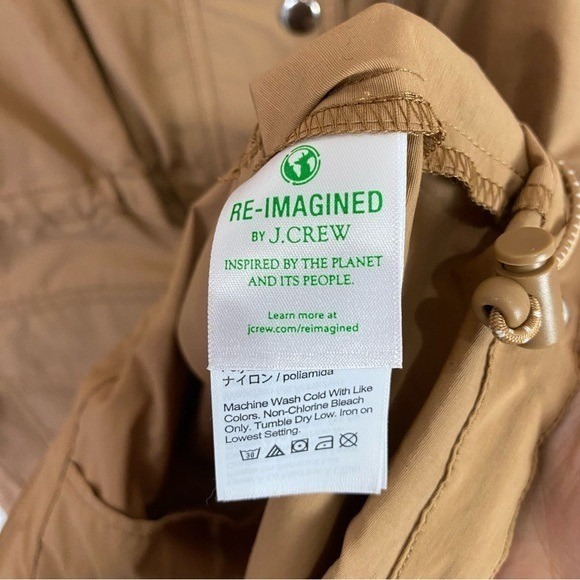 RE-IMAGINED
BY J.CREW
INSPIRED BY THE PLANET
AND ITS PEOPLE.
Learn more at
jcrew.com/reimagined
ナイロン / poliamida
Machine Wash Cold With Like
Colors. Non-Chlorine Bleach
Only. Tumble Dry Low. Iron on
Lowest Setting.
30